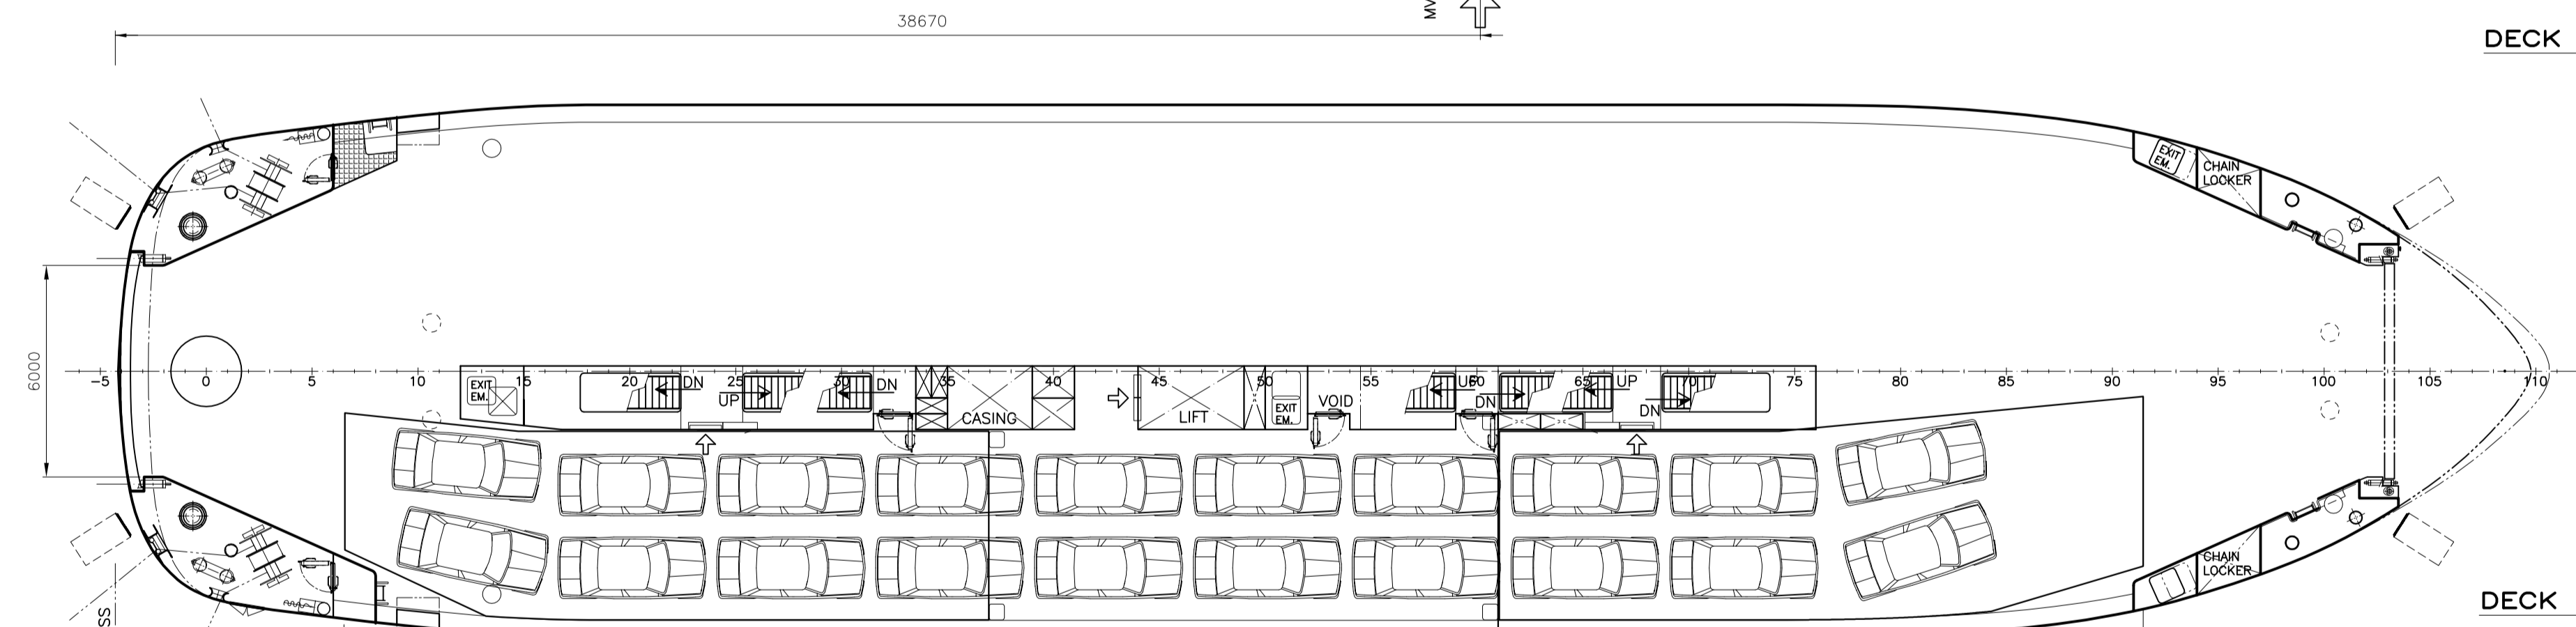 38670
MV
DECK
EXIT
EM.
CHAIN
LOCKER
6000
-5 0 5 10 15 20 25 30 35 40 45 50 55 60 65 70 75 80 85 90 95 100 105 110
EXIT
EM.
DN
UP
DN
CASING
LIFT
EXIT
EM.
VOID
UP
DN
UP
DN
CHAIN
LOCKER
DECK
SS